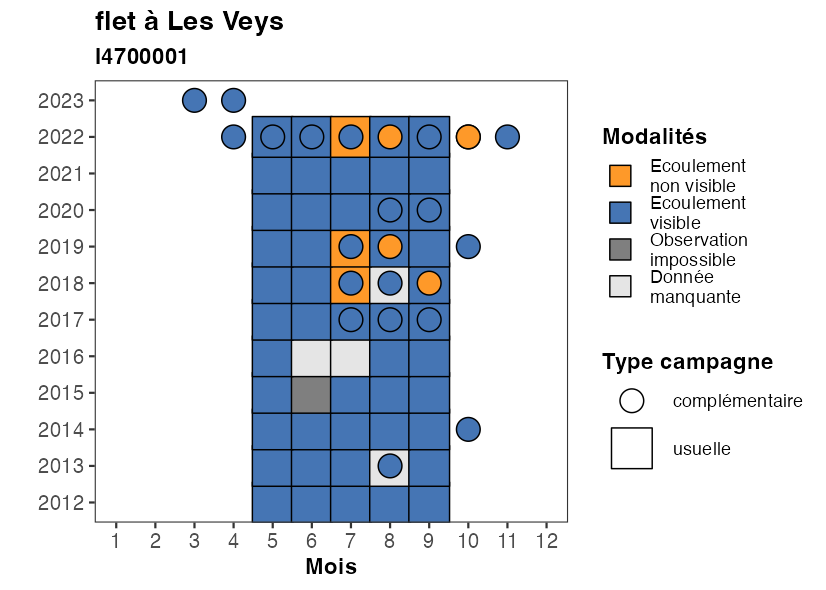 flet à Les Veys
I4700001
2023
2022
2021
2020
2019
2018
2017
2016
2015
2014
2013
2012
1 2 3 4 5 6 7 8 9 10 11 12
Mois
Modalités
Ecoulement
non visible
Ecoulement
visible
Observation
impossible
Donnée
manquante
Type campagne
complémentaire
usuelle